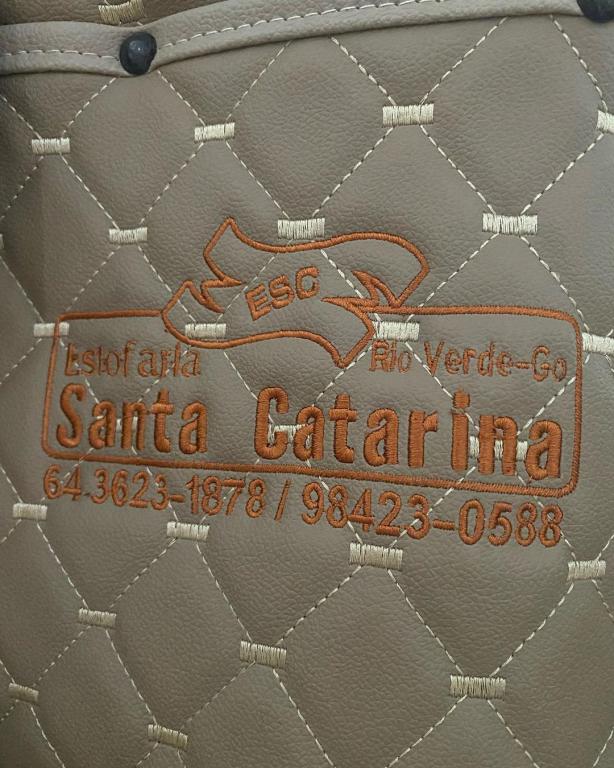 ESC
Estofaria Rio Verde-Go
Santa Catarina
64.3623-1878 / 98423-0588